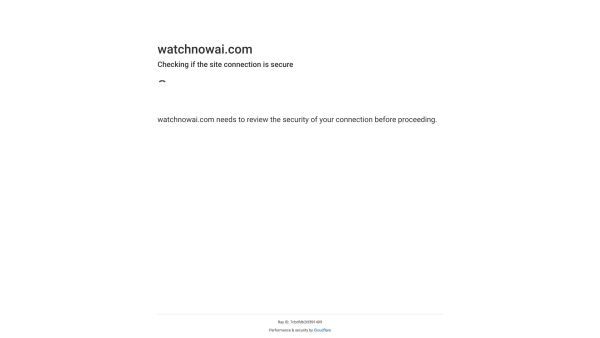 watchnowai.com
Checking if the site connection is secure
watchnowai.com needs to review the security of your connection before proceeding.
Ray ID:
Performance & security by Cloudflare